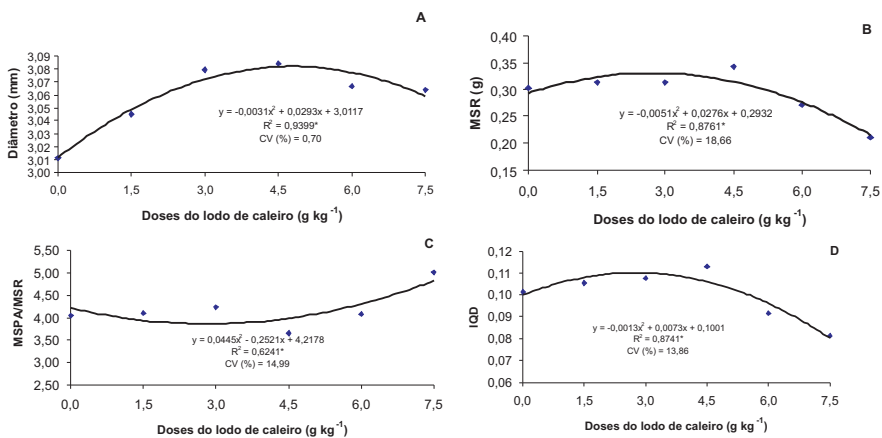 A
Diâmetro (mm)
3,09
3,08
3,07
3,06
3,05
3,04
3,03
3,02
3,01
3,00
y = -0,0031x² + 0,0293x + 3,0117
R² = 0,9399*
CV (%) = 0,70
0,0 1,5 3,0 4,5 6,0 7,5
Doses do lodo de caleiro (g kg⁻¹)
B
MSR (g)
0,40
0,35
0,30
0,25
0,20
0,15
y = -0,0051x² + 0,0276x + 0,2932
R² = 0,8761*
CV (%) = 18,66
0,0 1,5 3,0 4,5 6,0 7,5
Doses do lodo de caleiro (g kg⁻¹)
C
MSPA/MSR
5,50
5,00
4,50
4,00
3,50
3,00
2,50
y = 0,0445x² - 0,2521x + 4,2178
R² = 0,6241*
CV (%) = 14,99
0,0 1,5 3,0 4,5 6,0 7,5
Doses do lodo de caleiro (g kg⁻¹)
D
IQD
0,12
0,11
0,10
0,09
0,08
0,07
0,06
y = -0,0013x² + 0,0073x + 0,1001
R² = 0,8741*
CV (%) = 13,86
0,0 1,5 3,0 4,5 6,0 7,5
Doses do lodo de caleiro (g kg⁻¹)